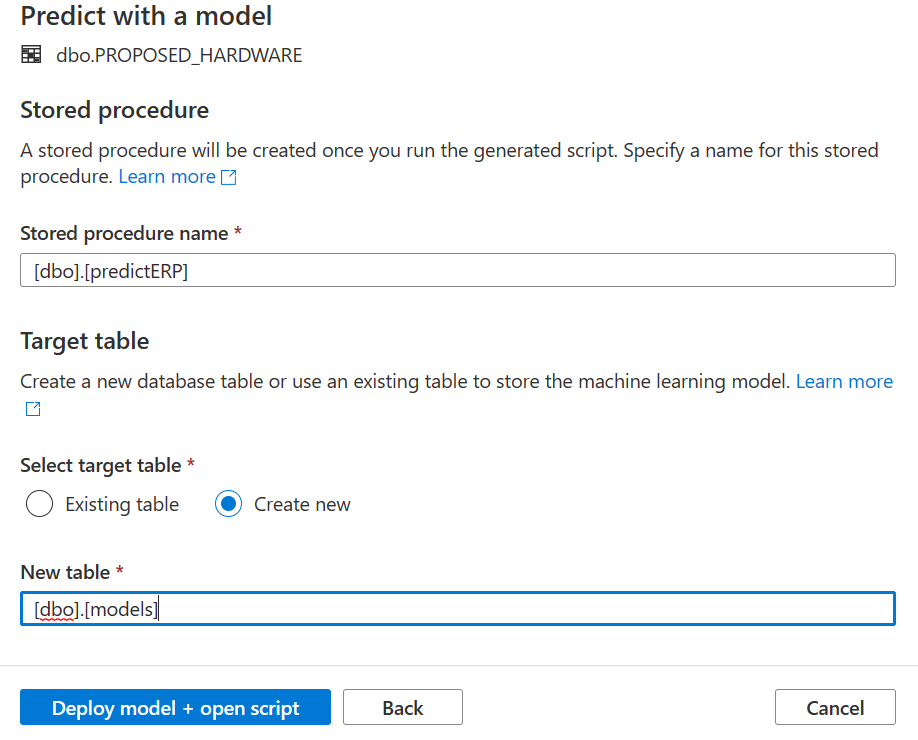 Predict with a model
dbo.PROPOSED_HARDWARE
Stored procedure
A stored procedure will be created once you run the generated script. Specify a name for this stored
procedure. Learn more
Stored procedure name *
[dbo].[predictERP]
Target table
Create a new database table or use an existing table to store the machine learning model. Learn more
Select target table *
Existing table Create new
New table *
[dbo].[models]
Deploy model + open script Back Cancel